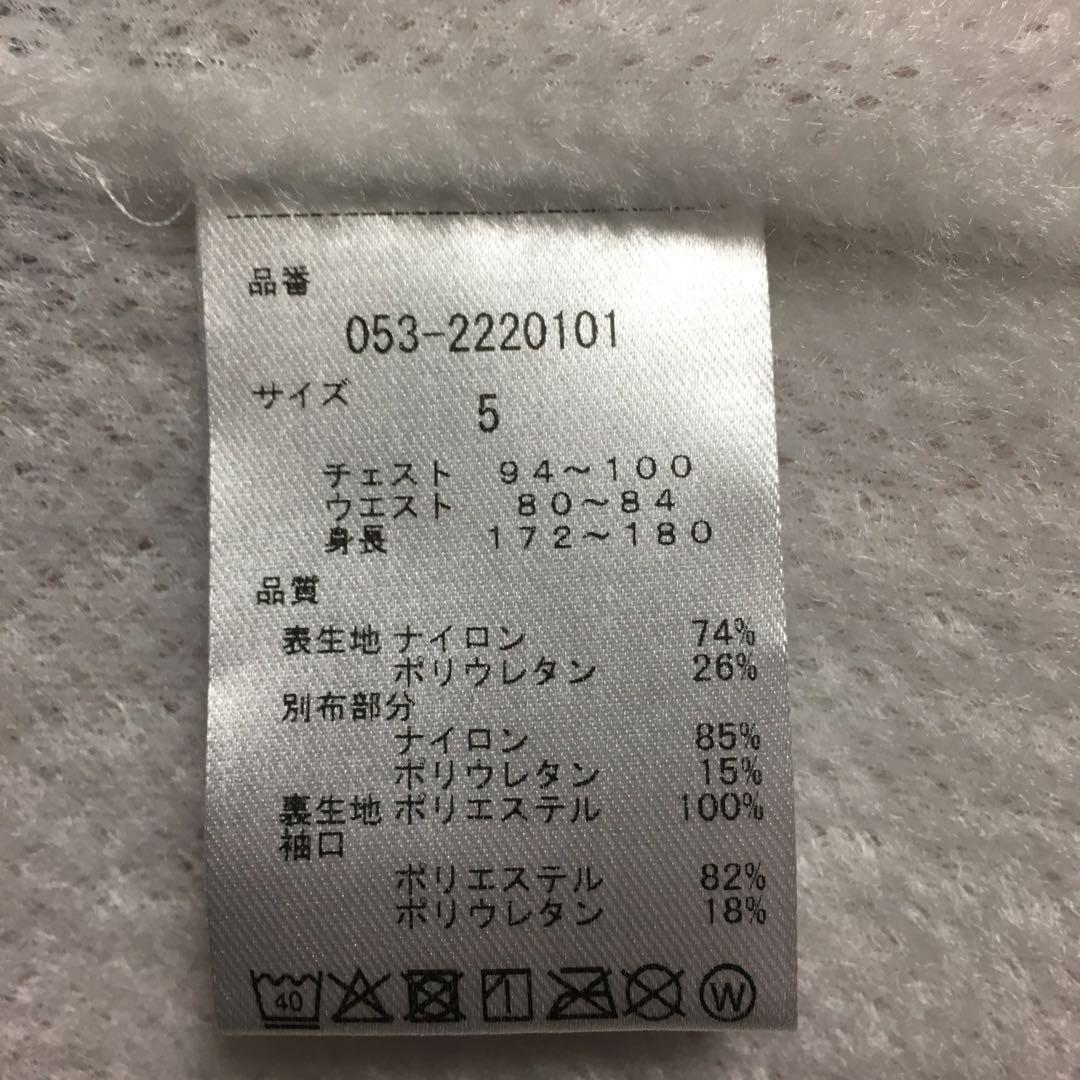 品番
053-2220101
サイズ 5
チェスト 94~100
ウエスト 80~84
身長 172~180
品質
表生地 ナイロン 74%
ポリウレタン 26%
別布部分
ナイロン 85%
ポリウレタン 15%
裏生地 ポリエステル 100%
袖口
ポリエステル 82%
ポリウレタン 18%
40 W